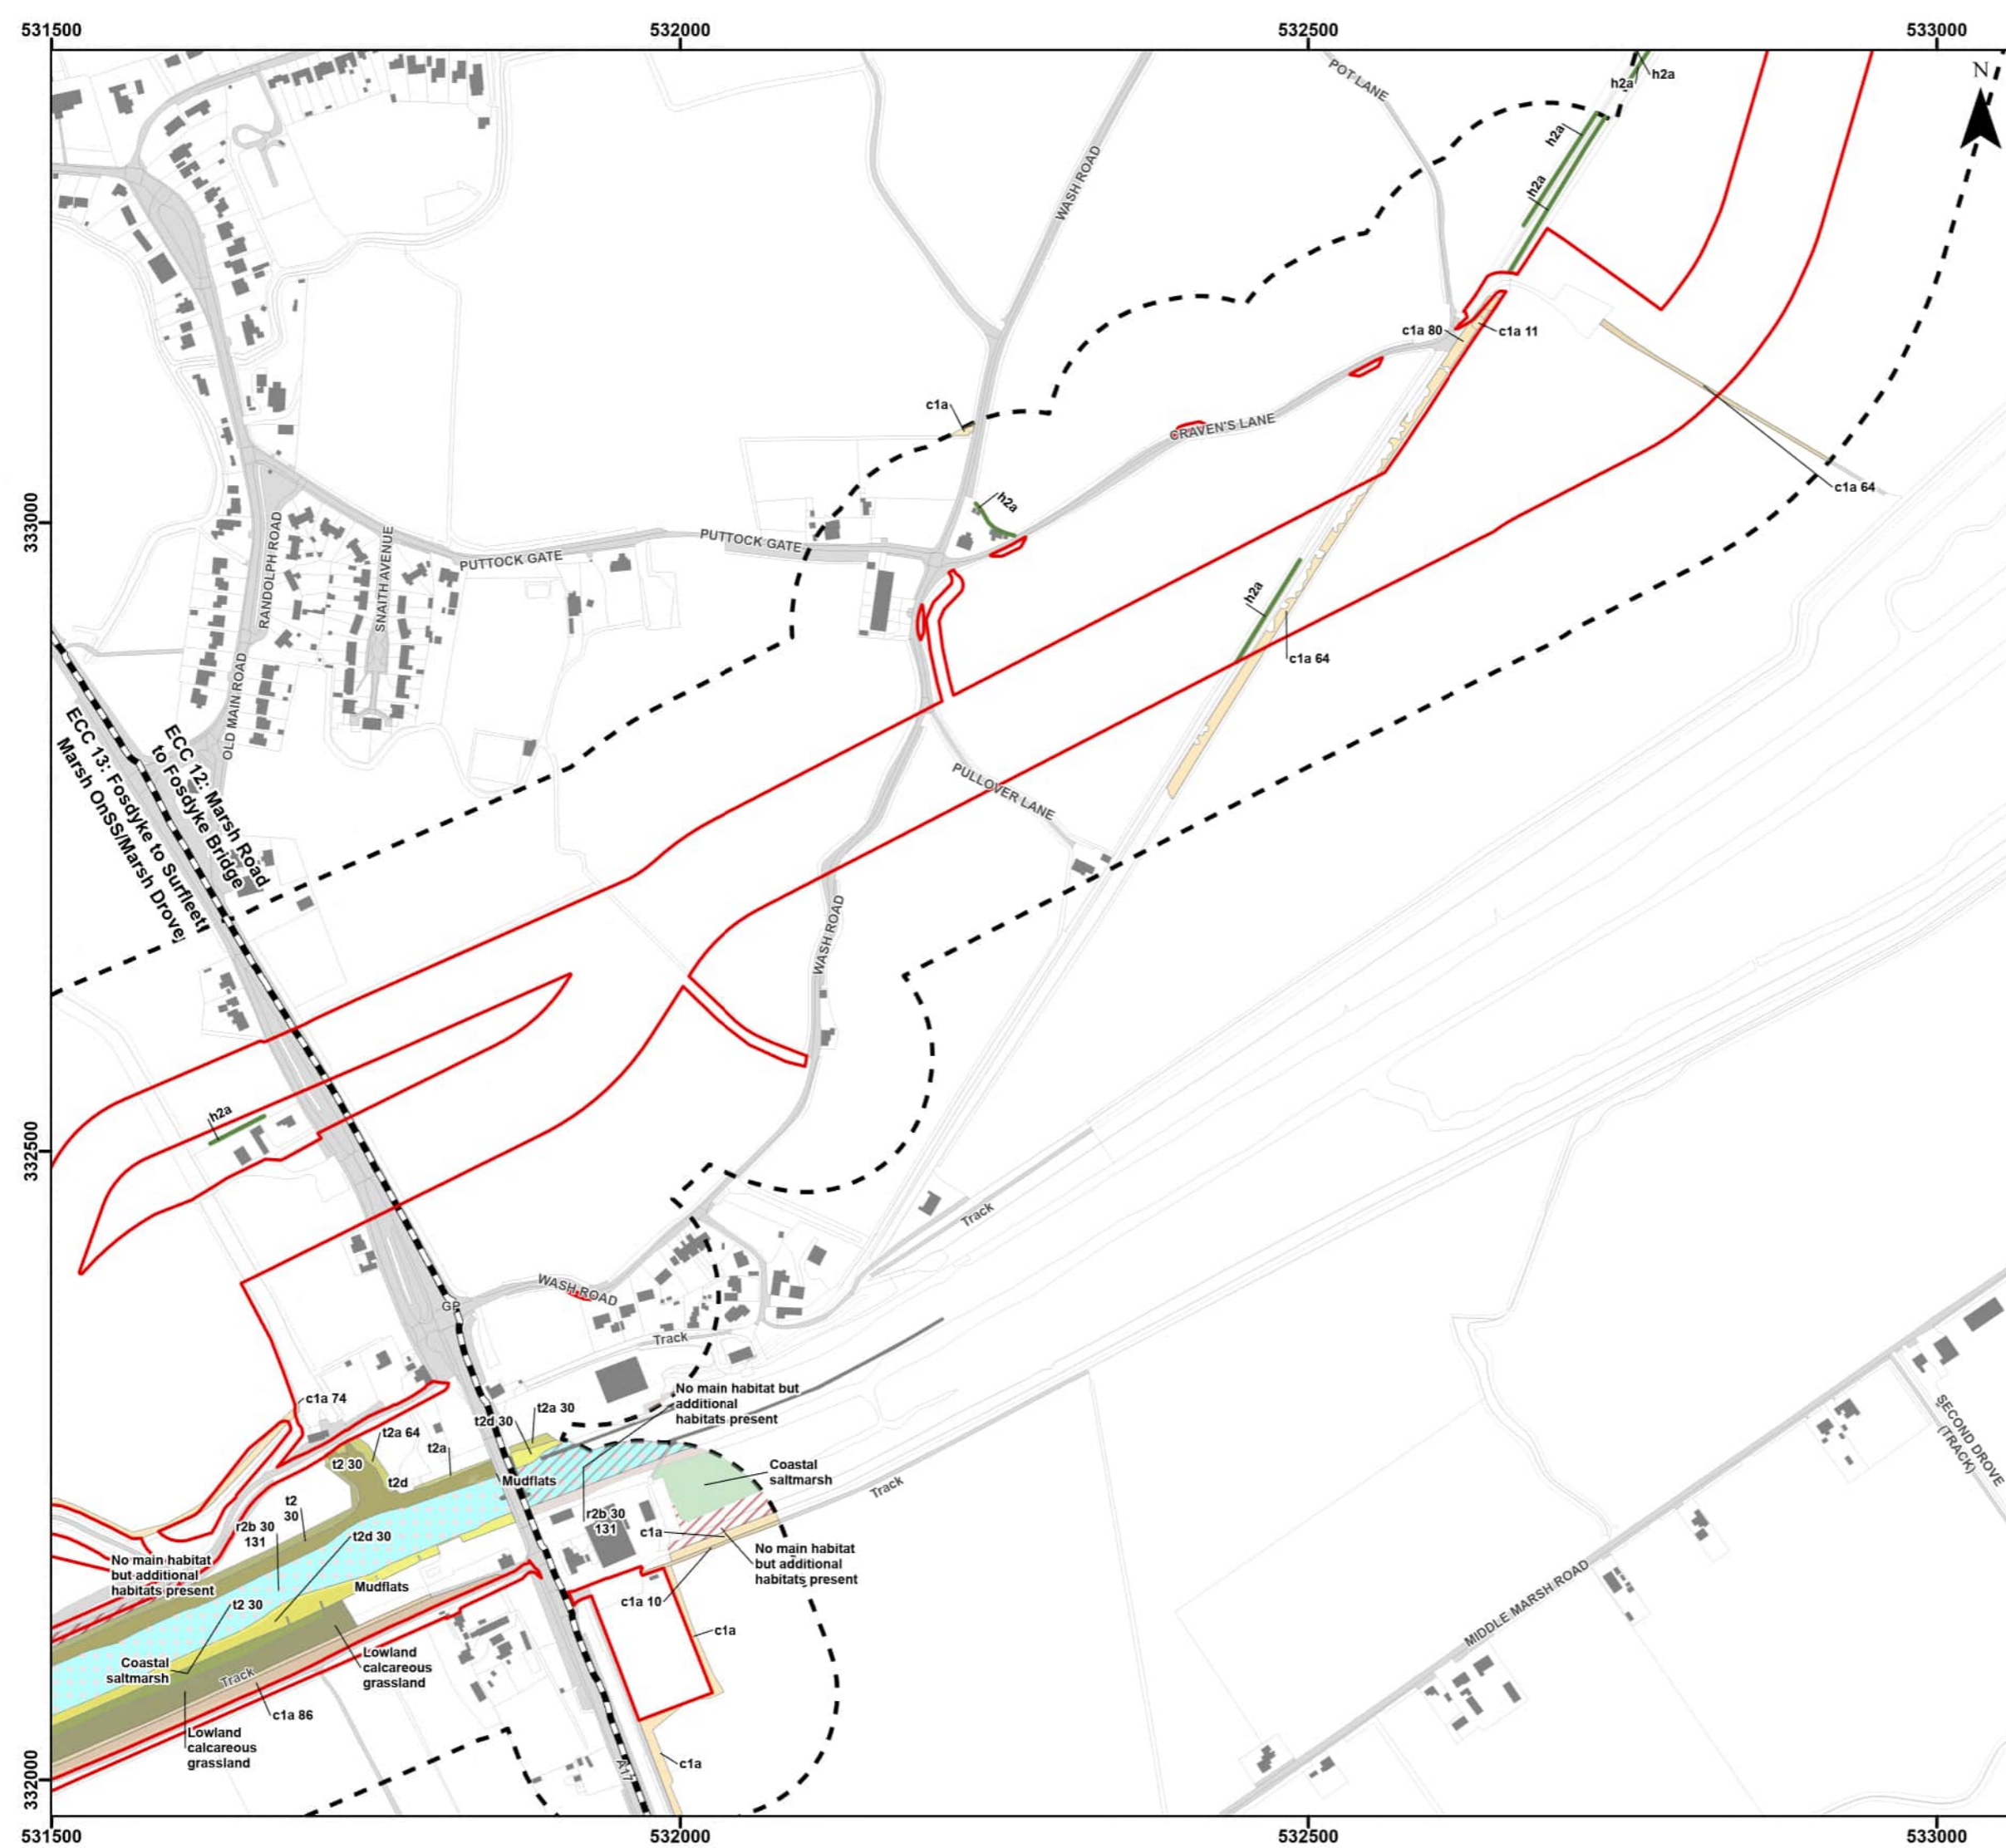 531500
532000
532500
533000
N
POT LANE
h2a
h2a
h2a
h2a
WASH ROAD
c1a 80
c1a 11
c1a
CRAVEN'S LANE
c1a 64
333000
h2a
PUTTOCK GATE
PUTTOCK GATE
RANDOLPH ROAD
SNAITH AVENUE
OLD MAIN ROAD
h2a
c1a 64
ECC 12: Marsh Road
to Fosdyke Bridge
ECC 13: Fosdyke to Surfleet
Marsh OnSS/Marsh Drove
PULLOVER LANE
WASH ROAD
332500
h2a
Track
WASH ROAD
GP
Track
SECOND DROVE
(TRACK)
No main habitat but
additional
habitats present
c1a 74
t2d 30
t2a 30
t2a 64
t2a
t2 30
t2d
Mudflats
Coastal
saltmarsh
Track
t2
30
r2b 30
131
r2b 30
131
t2d 30
c1a
No main habitat
but additional
habitats present
No main habitat
but additional
habitats present
Mudflats
MIDDLE MARSH ROAD
t2 30
c1a 10
c1a
Coastal
saltmarsh
Track
Lowland
calcareous
grassland
c1a 86
Lowland
calcareous
grassland
c1a
A17
332000
531500
532000
532500
533000